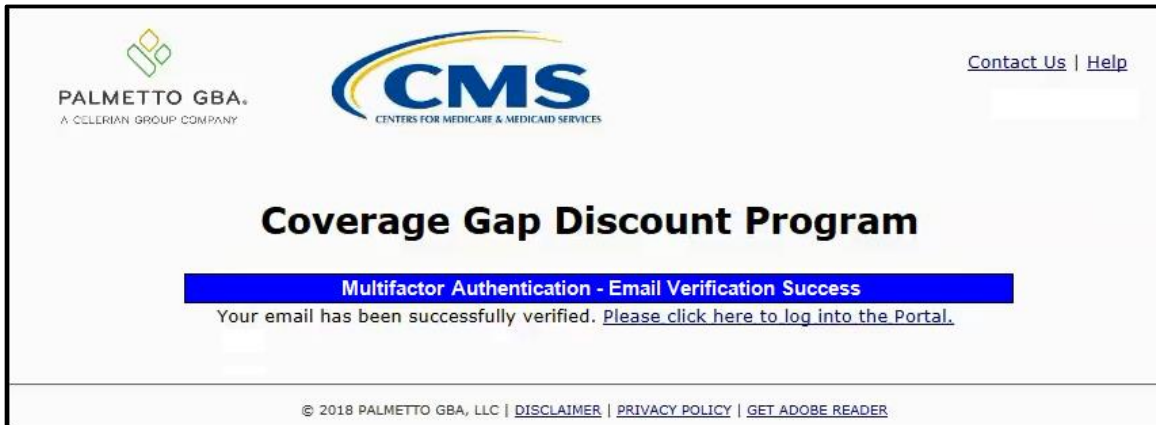 PALMETTO GBA.
A CELERIAN GROUP COMPANY
CMS
CENTERS FOR MEDICARE & MEDICAID SERVICES
Contact Us | Help
Coverage Gap Discount Program
Multifactor Authentication - Email Verification Success
Your email has been successfully verified. Please click here to log into the Portal.
© 2018 PALMETTO GBA, LLC | DISCLAIMER | PRIVACY POLICY | GET ADOBE READER